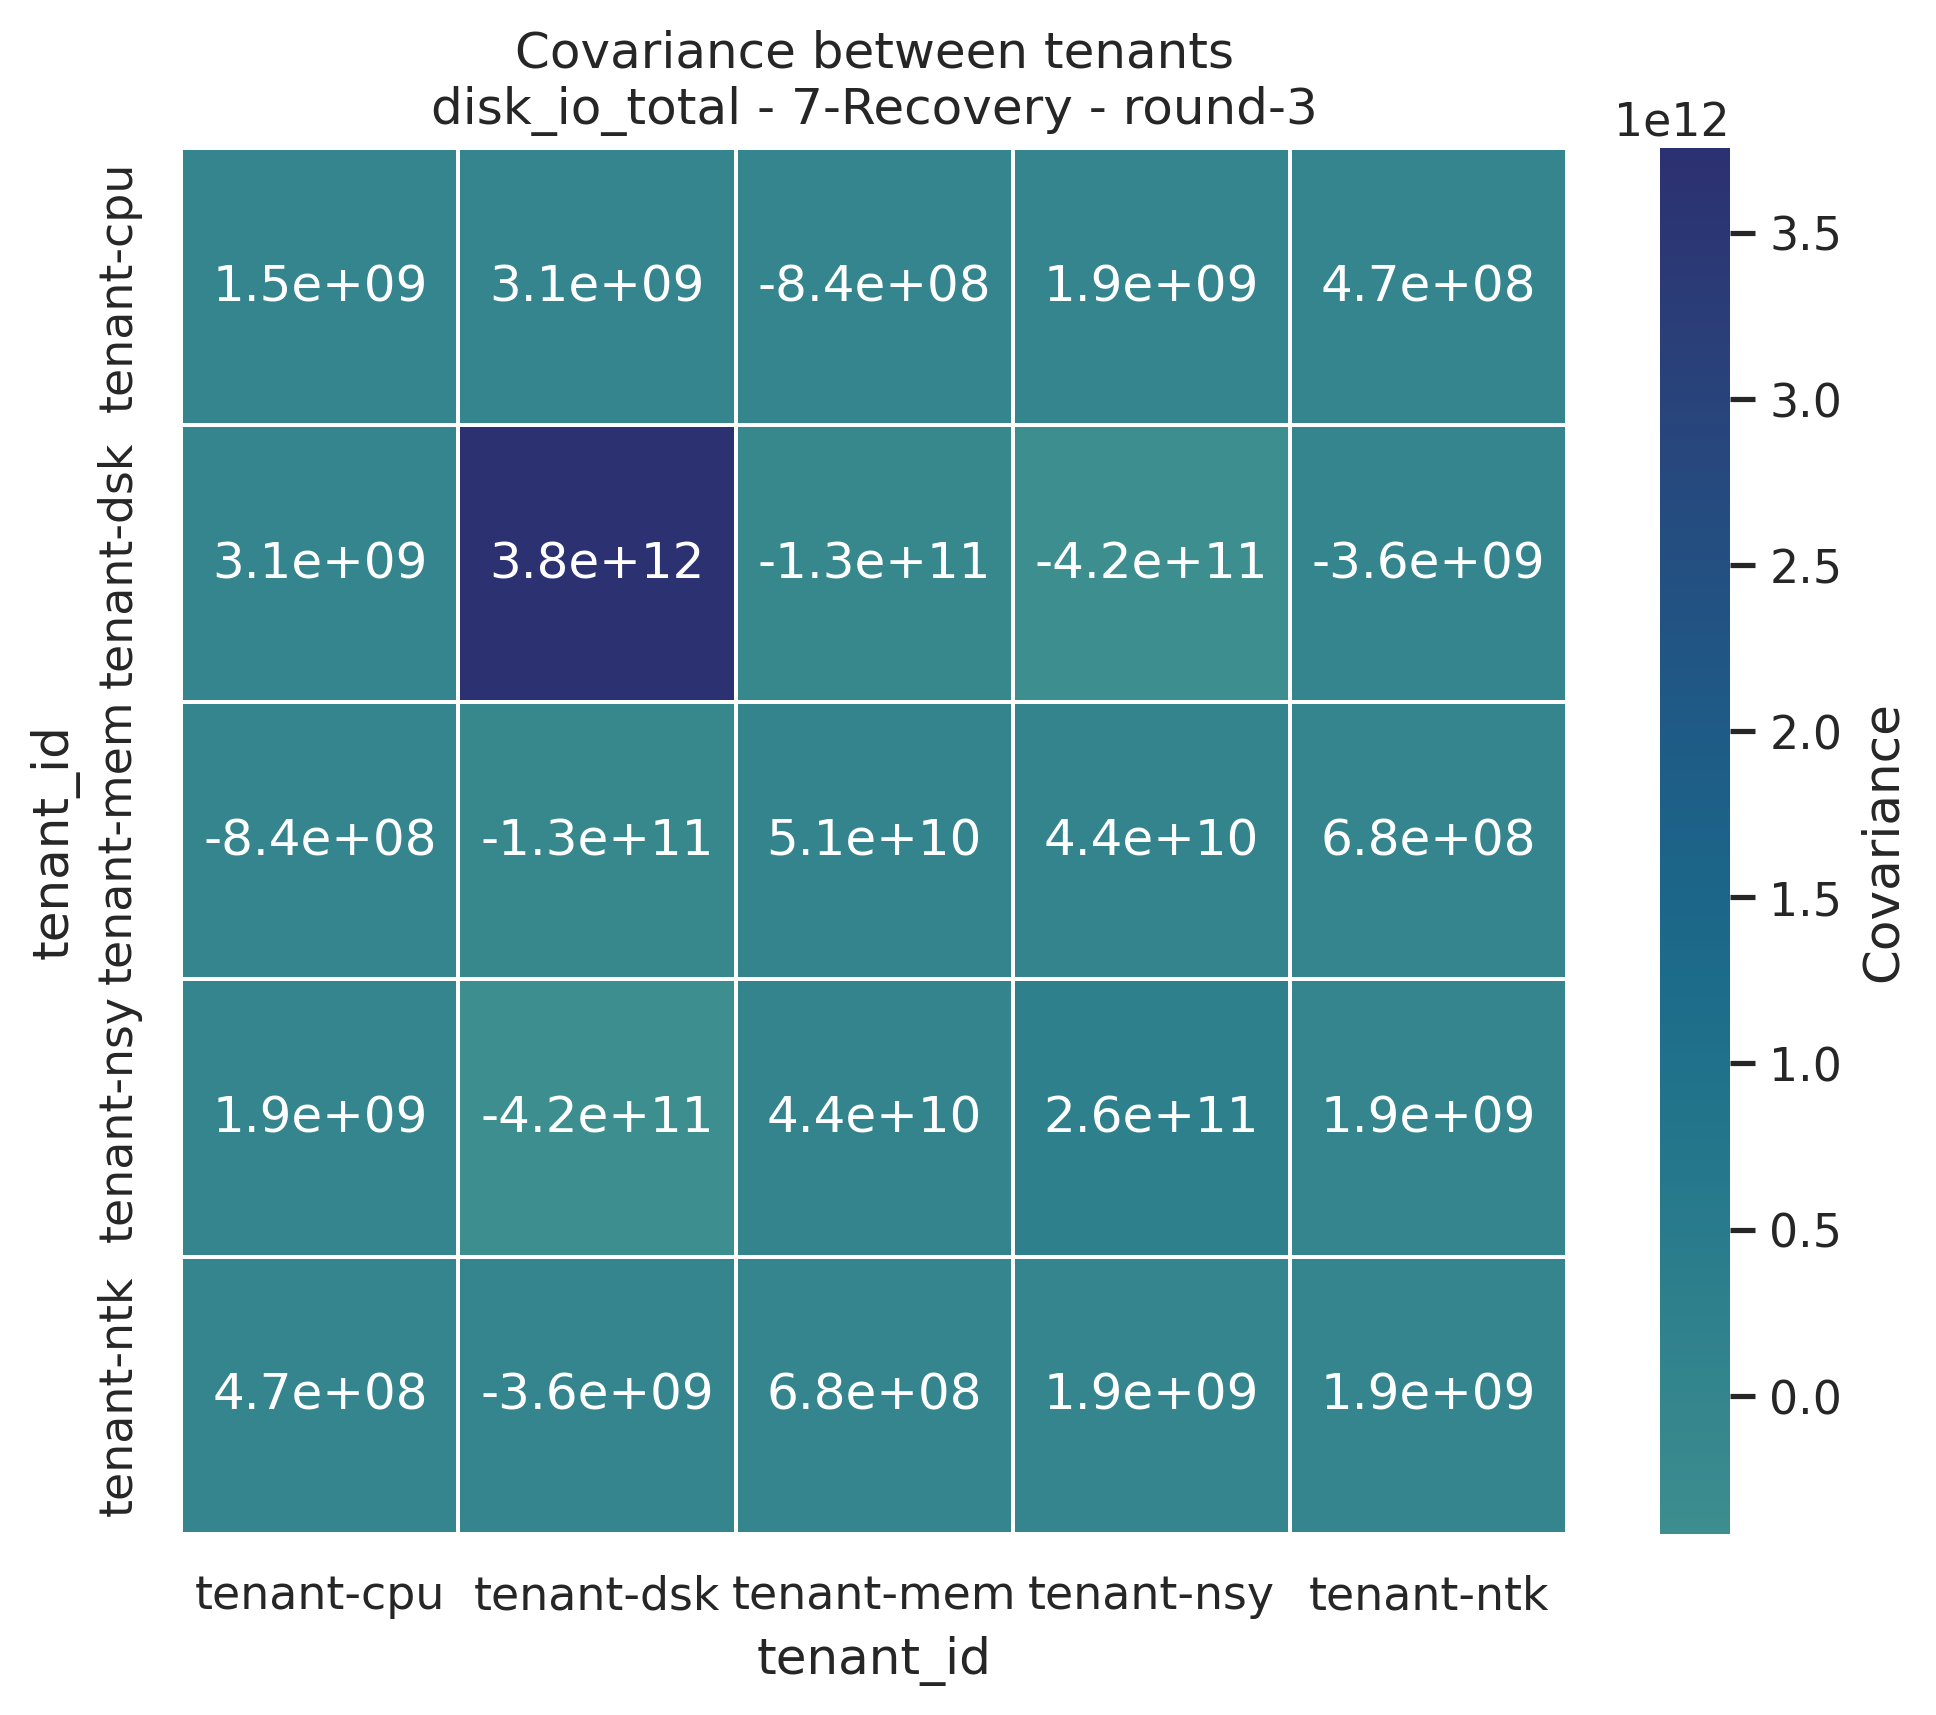 Covariance between tenants
disk_io_total - 7-Recovery - round-3
1e12
tenant_id
tenant-cpu
1.5e+09 3.1e+09 -8.4e+08 1.9e+09 4.7e+08
tenant-dsk
3.1e+09 3.8e+12 -1.3e+11 -4.2e+11 -3.6e+09
tenant-mem
-8.4e+08 -1.3e+11 5.1e+10 4.4e+10 6.8e+08
tenant-nsy
1.9e+09 -4.2e+11 4.4e+10 2.6e+11 1.9e+09
tenant-ntk
4.7e+08 -3.6e+09 6.8e+08 1.9e+09 1.9e+09
tenant-cpu tenant-dsk tenant-mem tenant-nsy tenant-ntk
tenant_id
3.5
3.0
2.5
2.0
1.5
1.0
0.5
0.0
Covariance